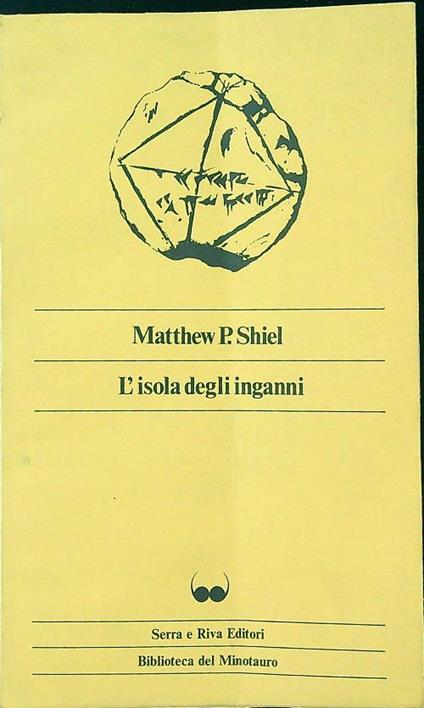 Matthew P. Shiel
L'isola degli inganni
Serra e Riva Editori
Biblioteca del Minotauro